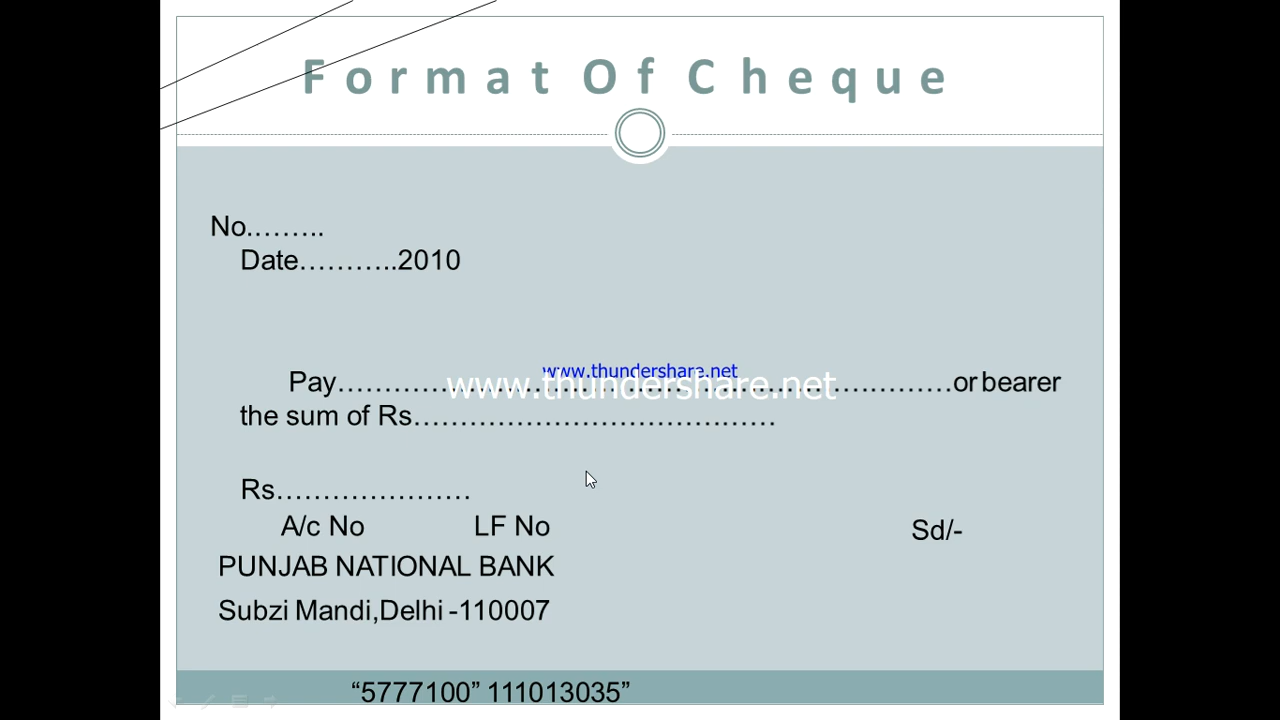 Format Of Cheque
No.……..
Date………..2010
www.thundershare.net
Pay……………………………………………………….………or bearer
www.thundershare.net
the sum of Rs…………………………….……
Rs…………………
A/c No LF No Sd/-
PUNJAB NATIONAL BANK
Subzi Mandi,Delhi -110007
“5777100” 111013035”